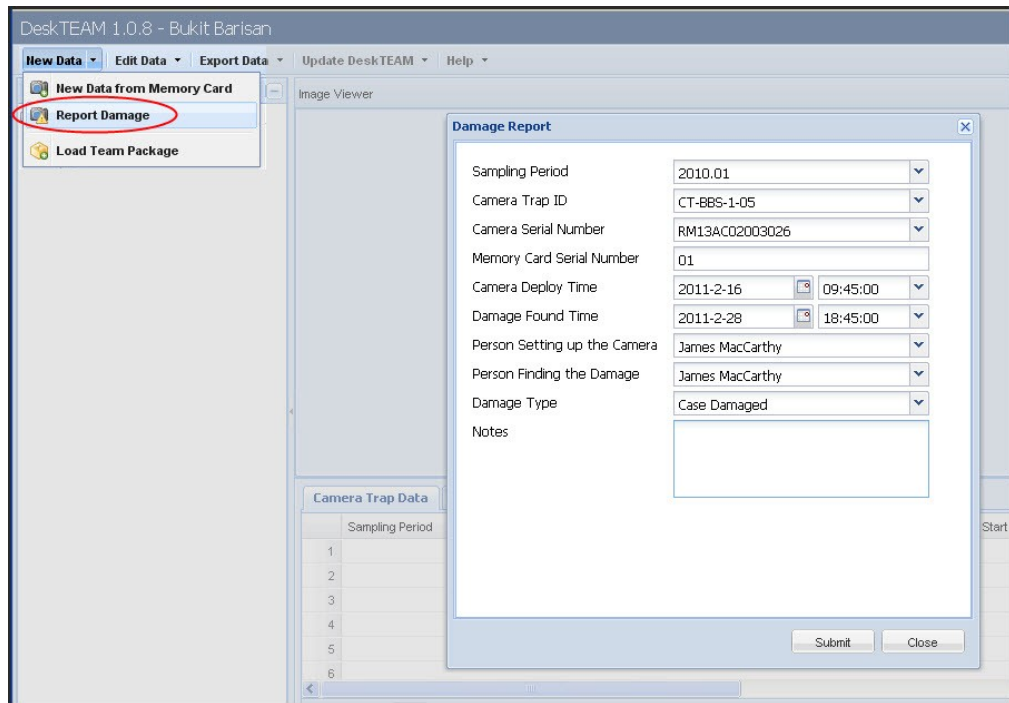 DeskTEAM 1.0.8 - Bukit Barisan
New Data Edit Data Export Data Update DeskTEAM Help
New Data from Memory Card
Report Damage
Load Team Package
Image Viewer
Damage Report
Sampling Period 2010.01
Camera Trap ID CT-BBS-1-05
Camera Serial Number RM13AC02003026
Memory Card Serial Number 01
Camera Deploy Time 2011-2-16 09:45:00
Damage Found Time 2011-2-28 18:45:00
Person Setting up the Camera James MacCarthy
Person Finding the Damage James MacCarthy
Damage Type Case Damaged
Notes
Camera Trap Data
Sampling Period Start
1
2
3
4
5
6
Submit Close